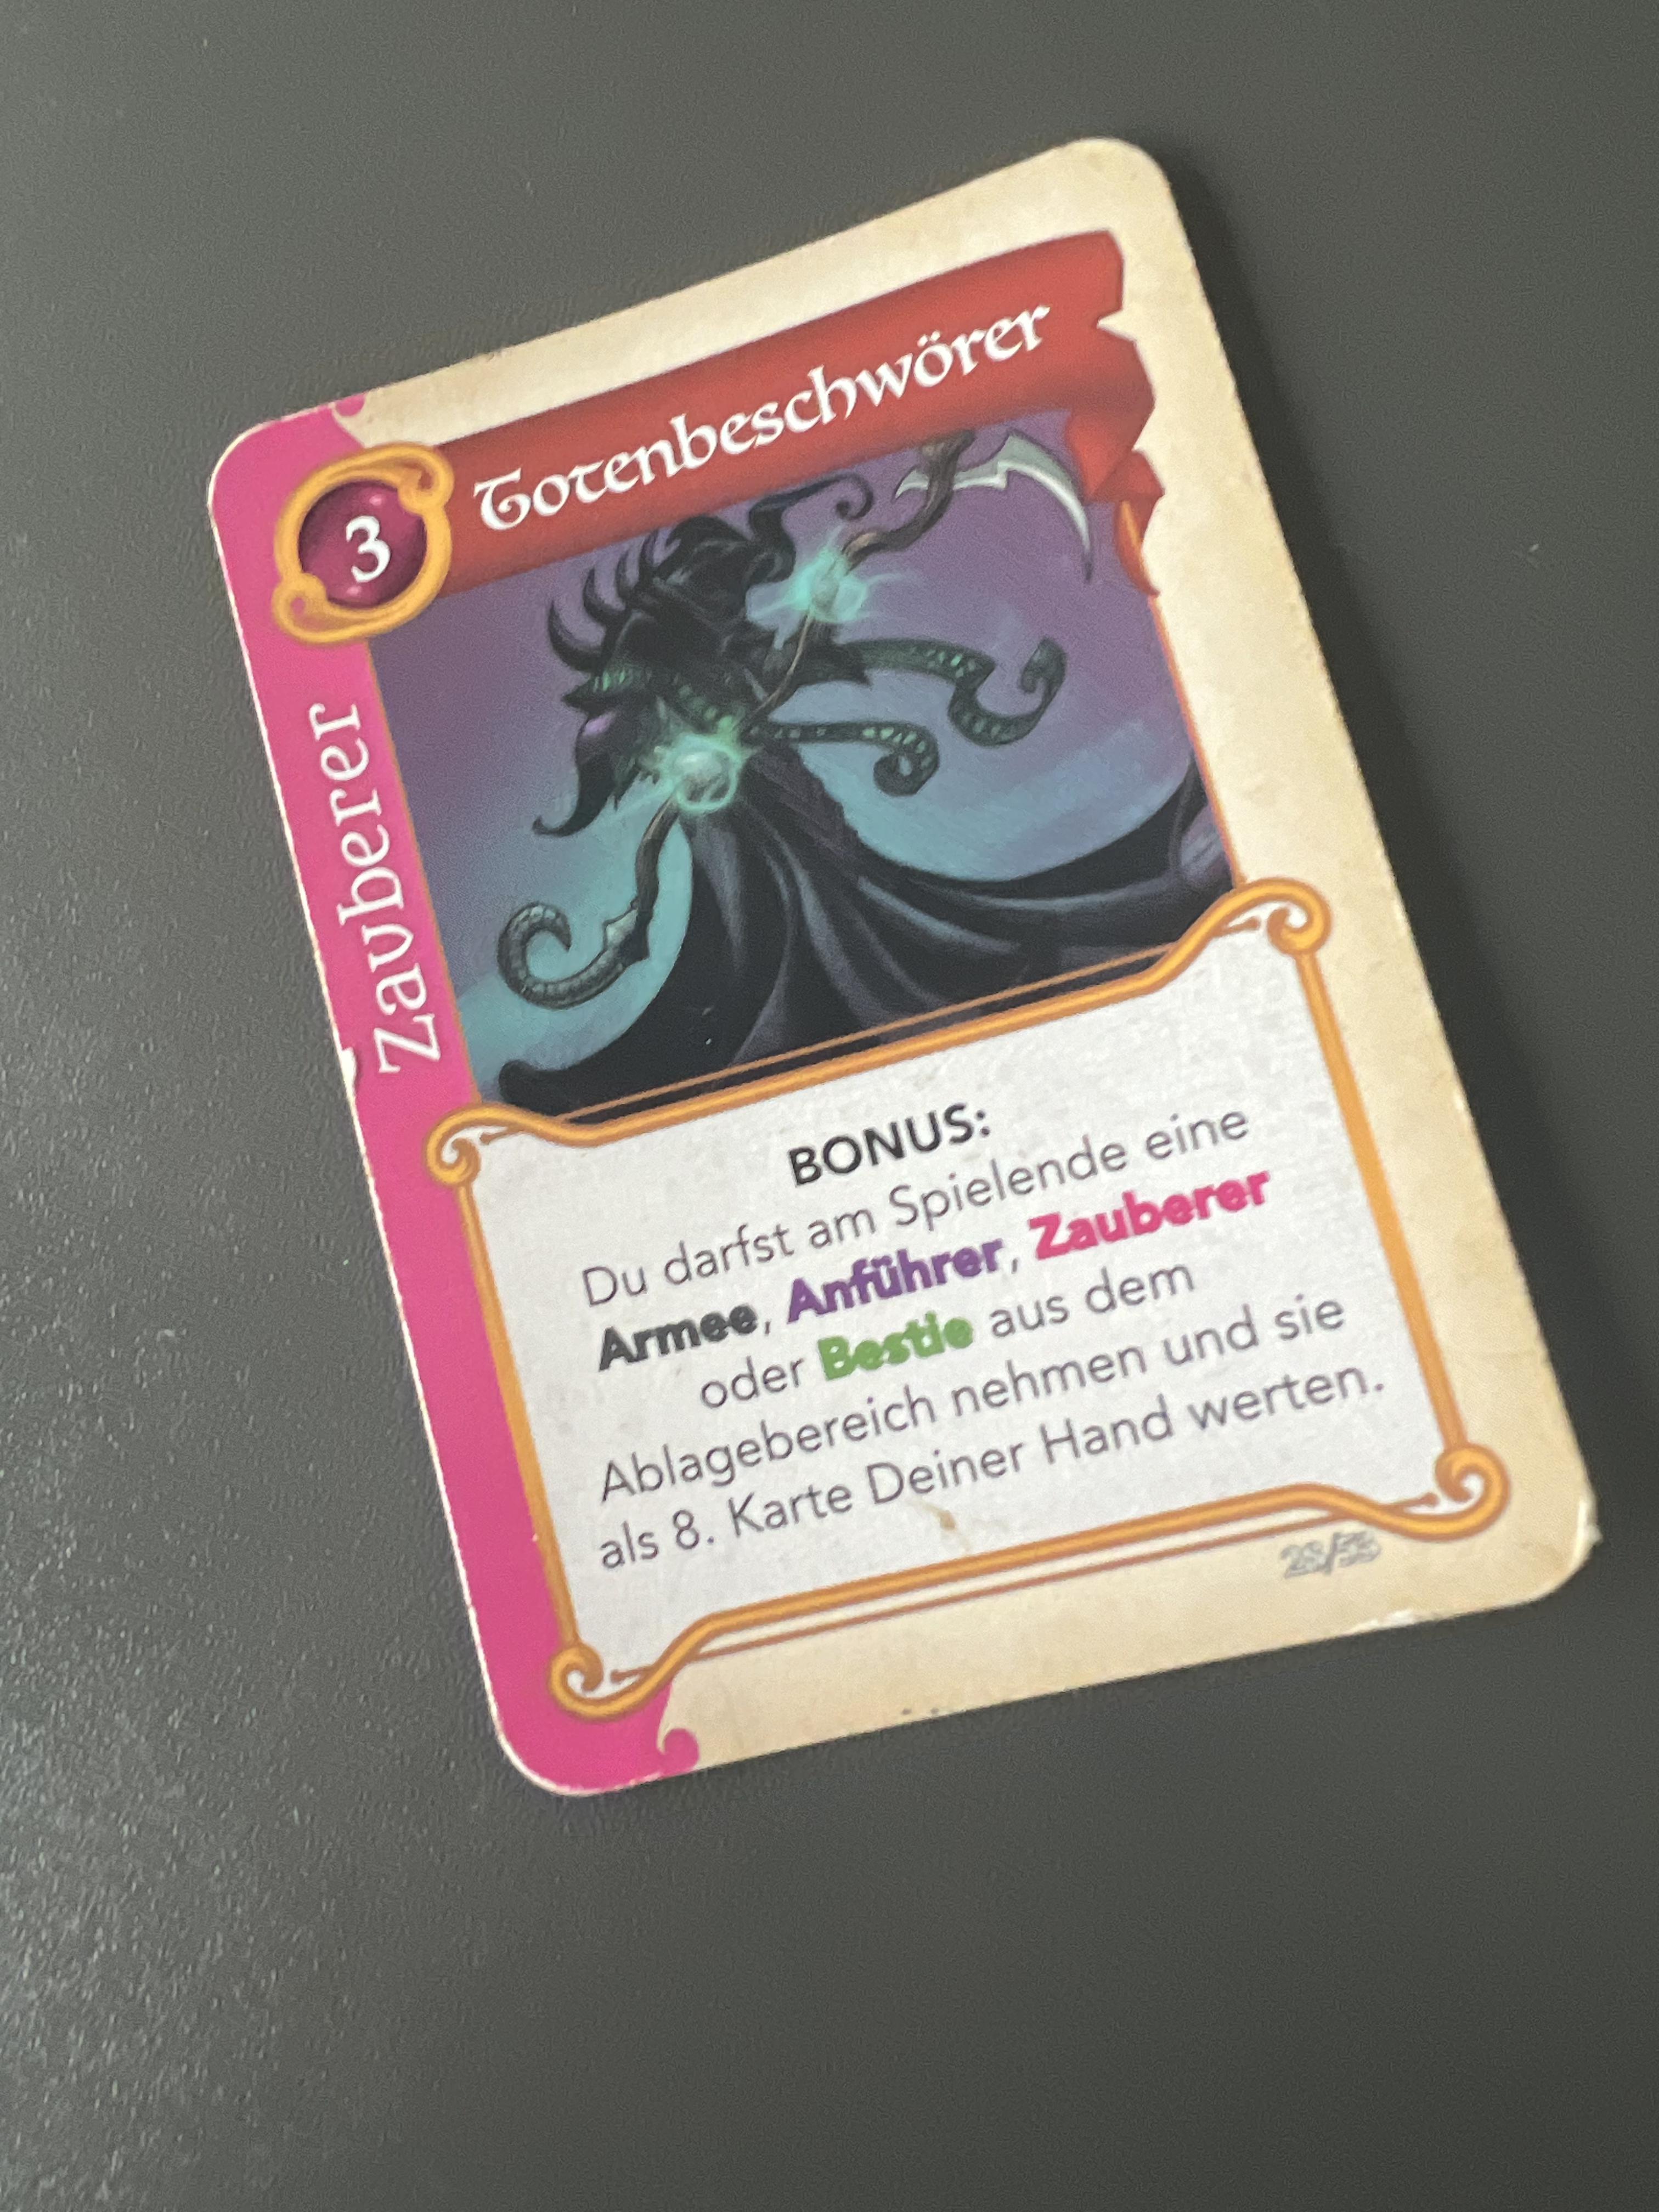 3
Totenbeschwörer
Zauberer
BONUS:
Du darfst am Spielende eine
Armee, Anführer, Zauberer
oder Bestie aus dem
Ablagebereich nehmen und sie
als 8. Karte Deiner Hand werten.